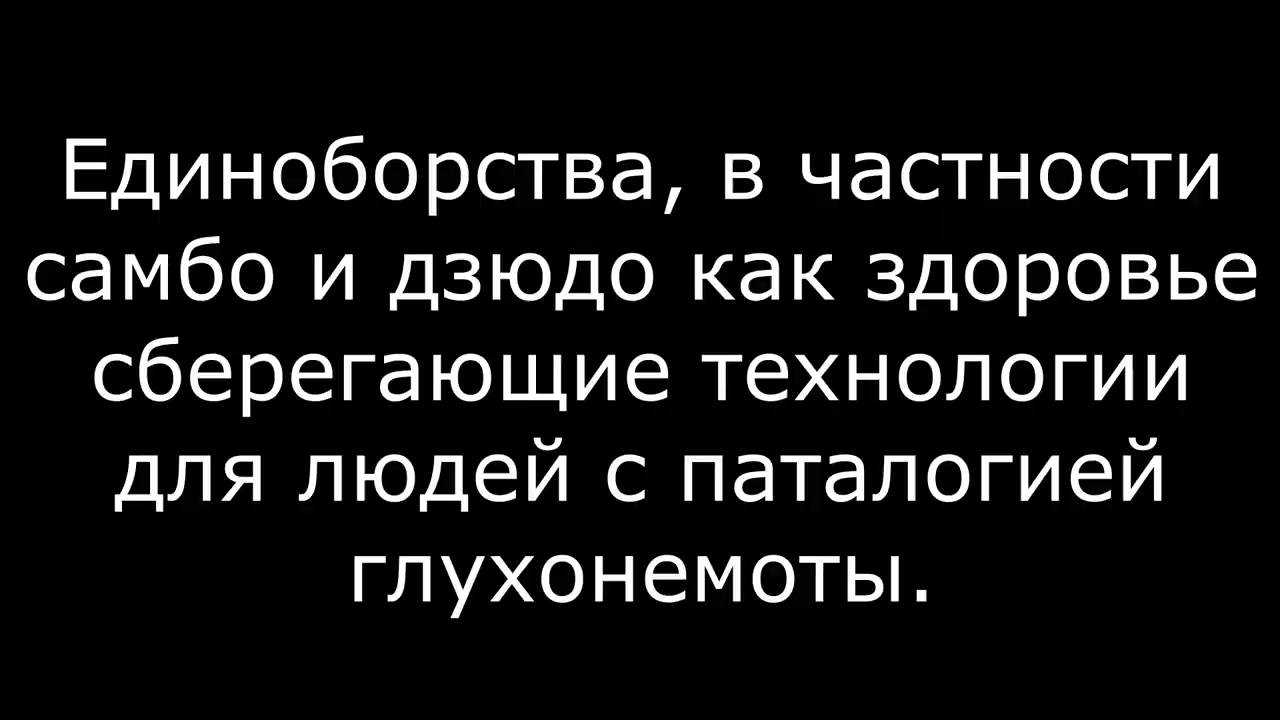 Единоборства, в частности
самбо и дзюдо как здоровье
сберегающие технологии
для людей с паталогией
глухонемоты.